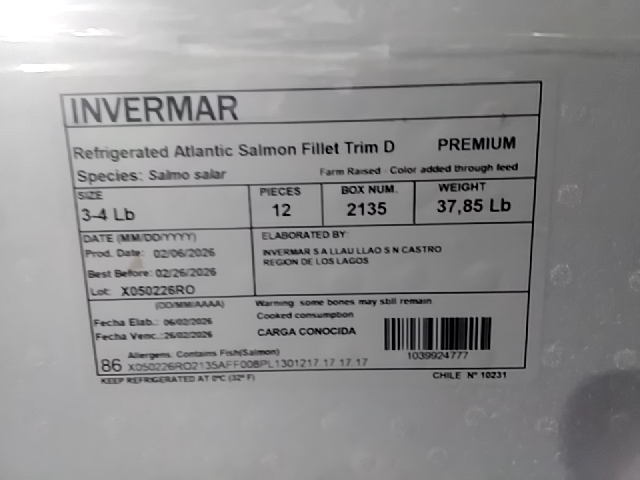 INVERMAR
Refrigerated Atlantic Salmon Fillet Trim D PREMIUM
Species: Salmo salar Farm Raised - Color added through feed
SIZE PIECES BOX NUM. WEIGHT
3-4 Lb 12 2135 37,85 Lb
DATE (MM/DD/YYYY) ELABORATED BY:
Prod. Date: 02/06/2026 INVERMAR S A LLAU LLAO S N CASTRO
REGION DE LOS LAGOS
Best Before: 02/26/2026
Lot: X050226RO
(DD/MM/AAAA) Warning some bones may still remain
Cooked consumption
Fecha Elab.: 06/02/2026
Fecha Venc.: 26/02/2026 CARGA CONOCIDA
Allergens. Contains Fish(Salmon)
86 X050226RO2135AFF008PL1301217 17 17 17
1039924777
KEEP REFRIGERATED AT 0°C (32° F) CHILE N° 10231